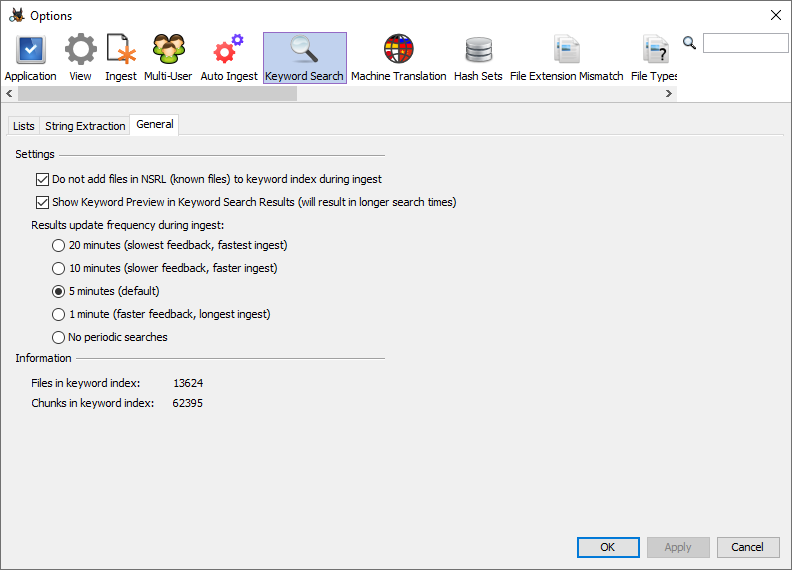 Options
Application View Ingest Multi-User Auto Ingest Keyword Search Machine Translation Hash Sets File Extension Mismatch File Types
Lists String Extraction General
Settings
Do not add files in NSRL (known files) to keyword index during ingest
Show Keyword Preview in Keyword Search Results (will result in longer search times)
Results update frequency during ingest:
20 minutes (slowest feedback, fastest ingest)
10 minutes (slower feedback, faster ingest)
5 minutes (default)
1 minute (faster feedback, longest ingest)
No periodic searches
Information
Files in keyword index: 13624
Chunks in keyword index: 62395
OK Apply Cancel